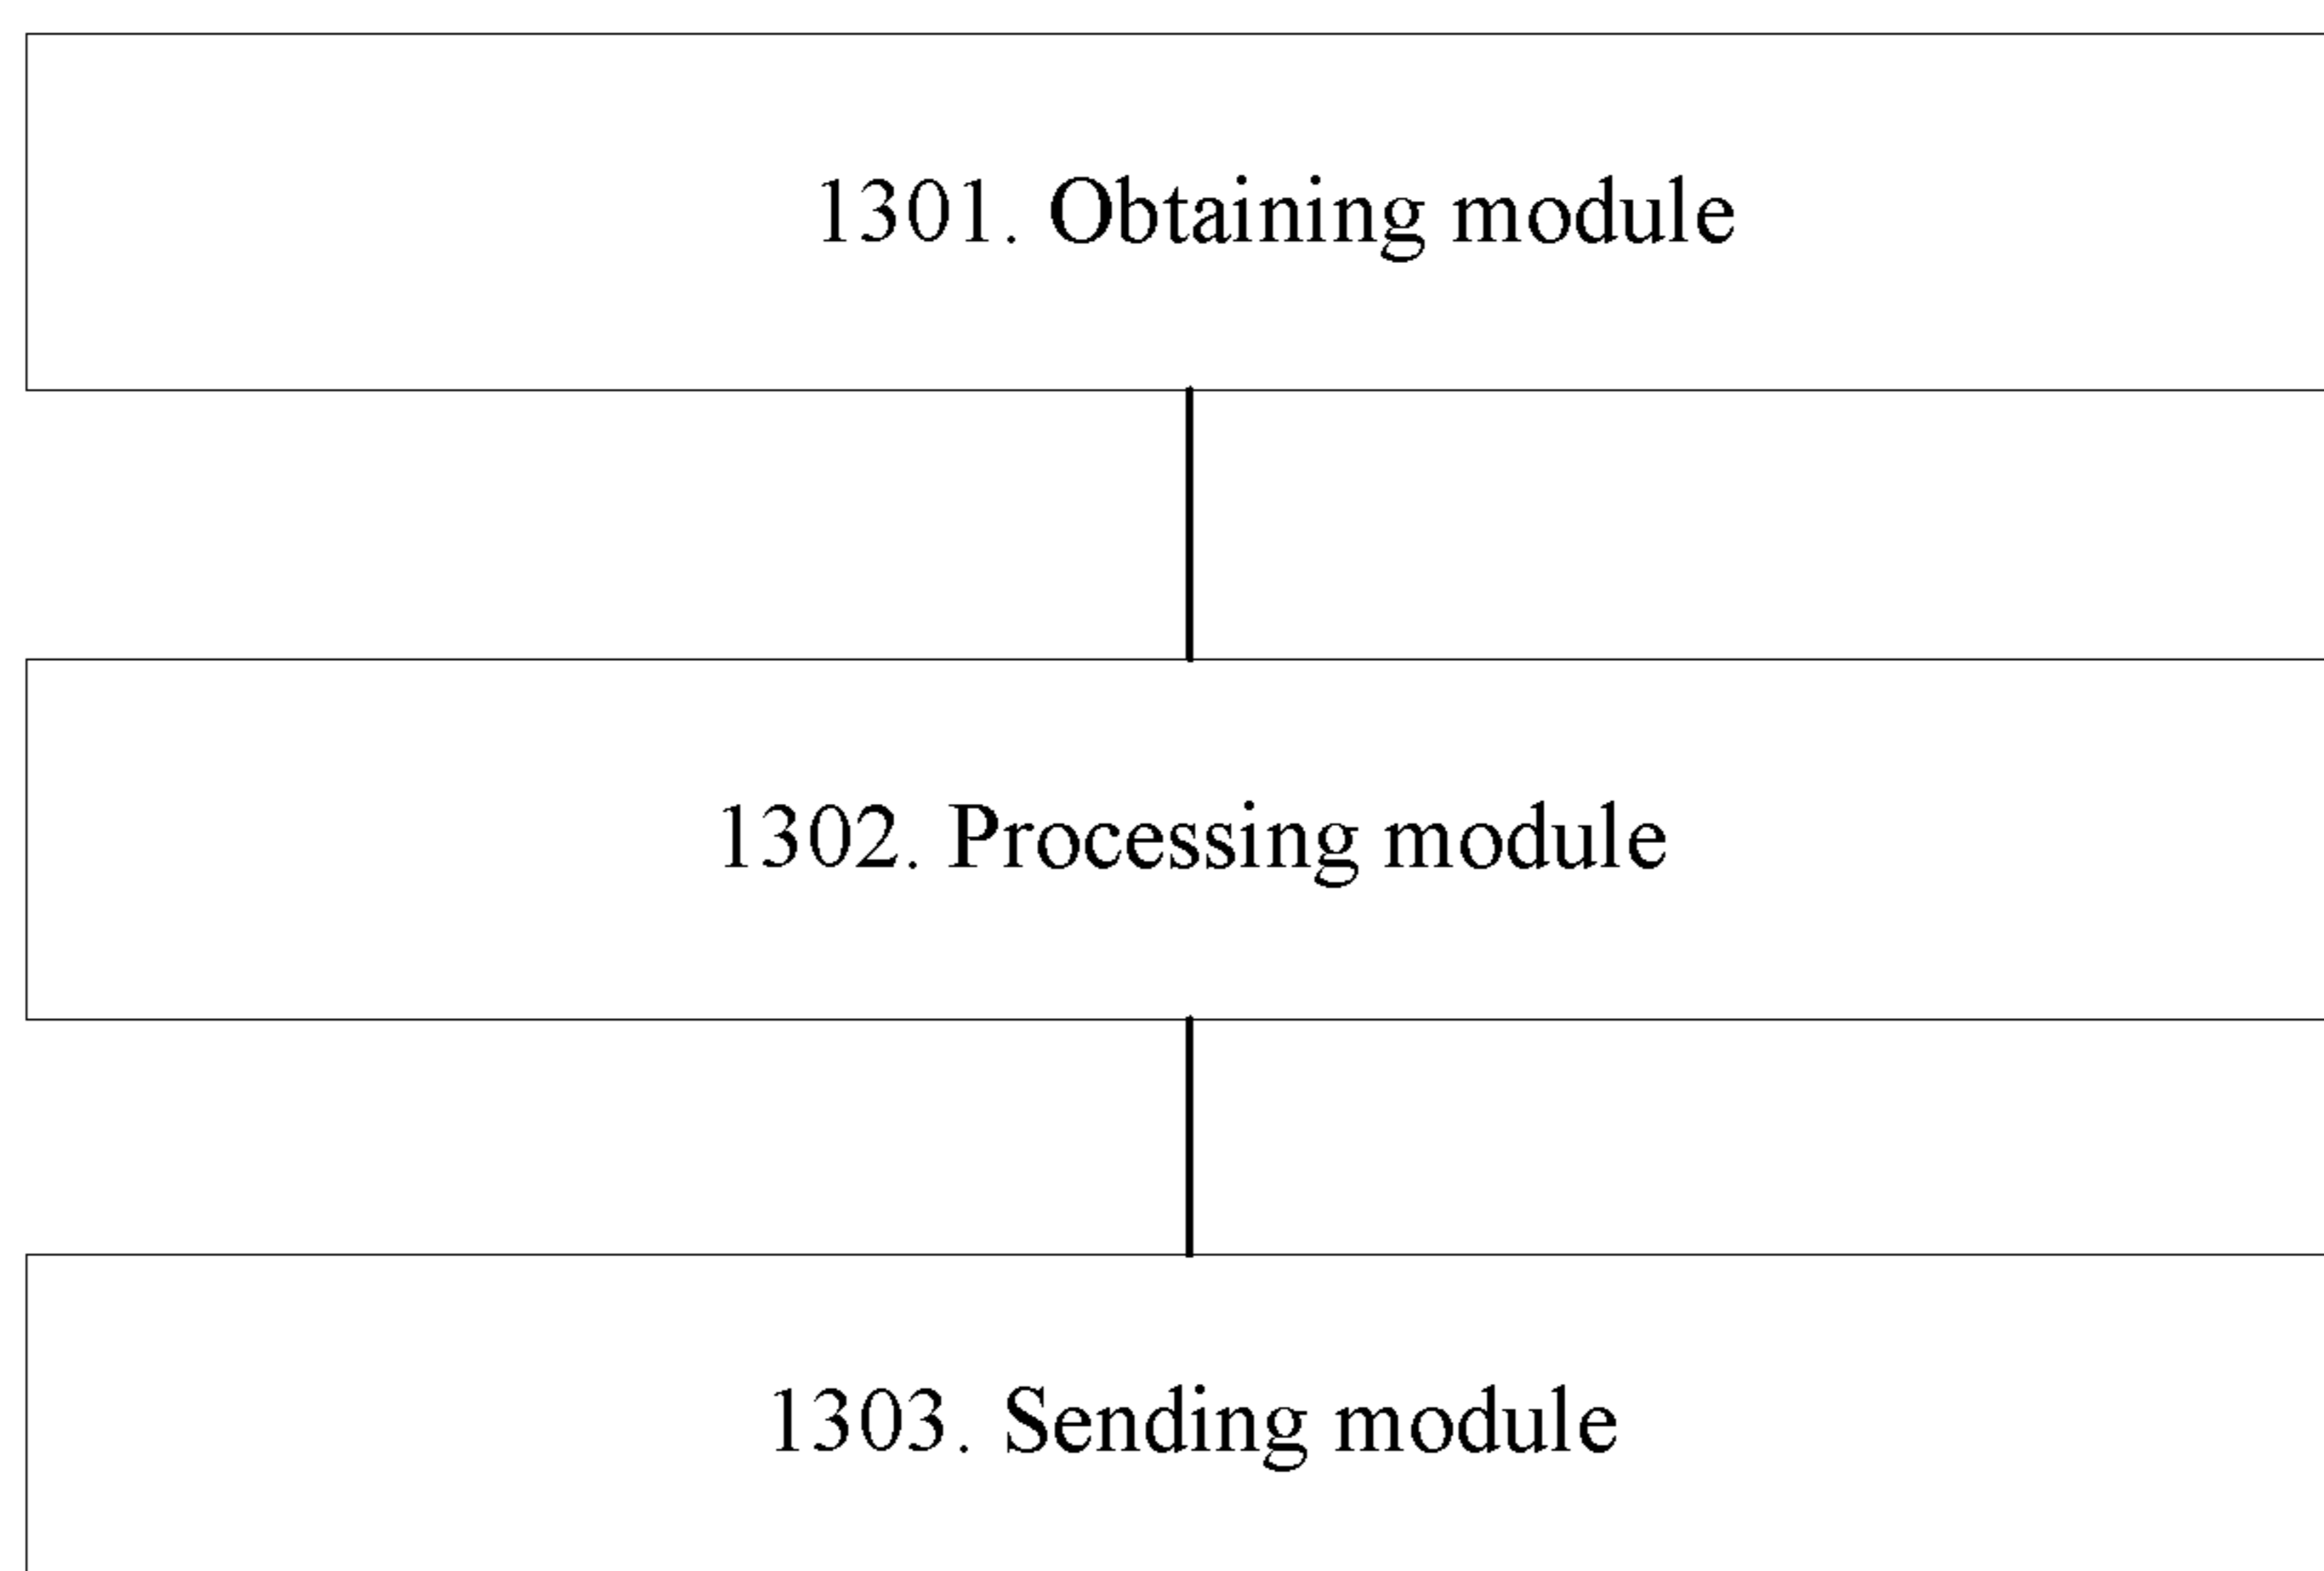 1301. Obtaining module
1302. Processing module
1303. Sending module